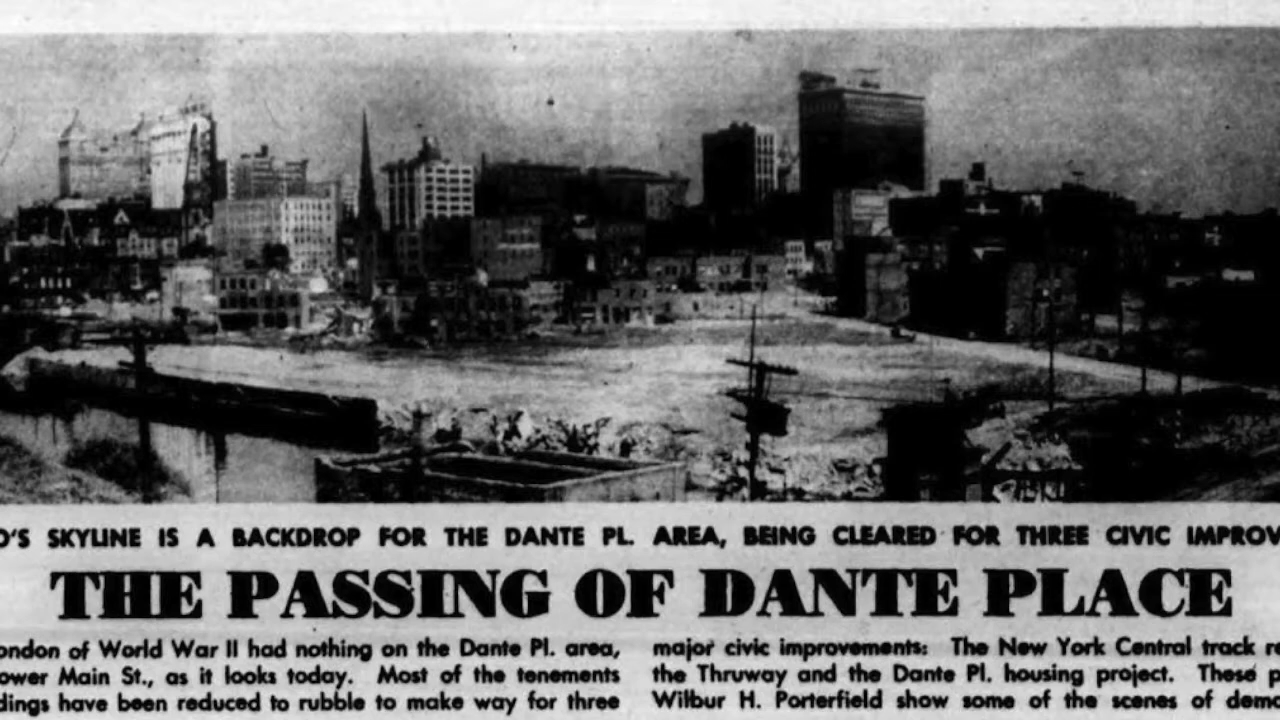 O'S SKYLINE IS A BACKDROP FOR THE DANTE PL. AREA, BEING CLEARED FOR THREE CIVIC IMPROV
THE PASSING OF DANTE PLACE
ondon of World War II had nothing on the Dante Pl. area,
ower Main St., as it looks today. Most of the tenements
dings have been reduced to rubble to make way for three
major civic improvements: The New York Central track re
the Thruway and the Dante Pl. housing project. These p
Wilbur H. Porterfield show some of the scenes of demo